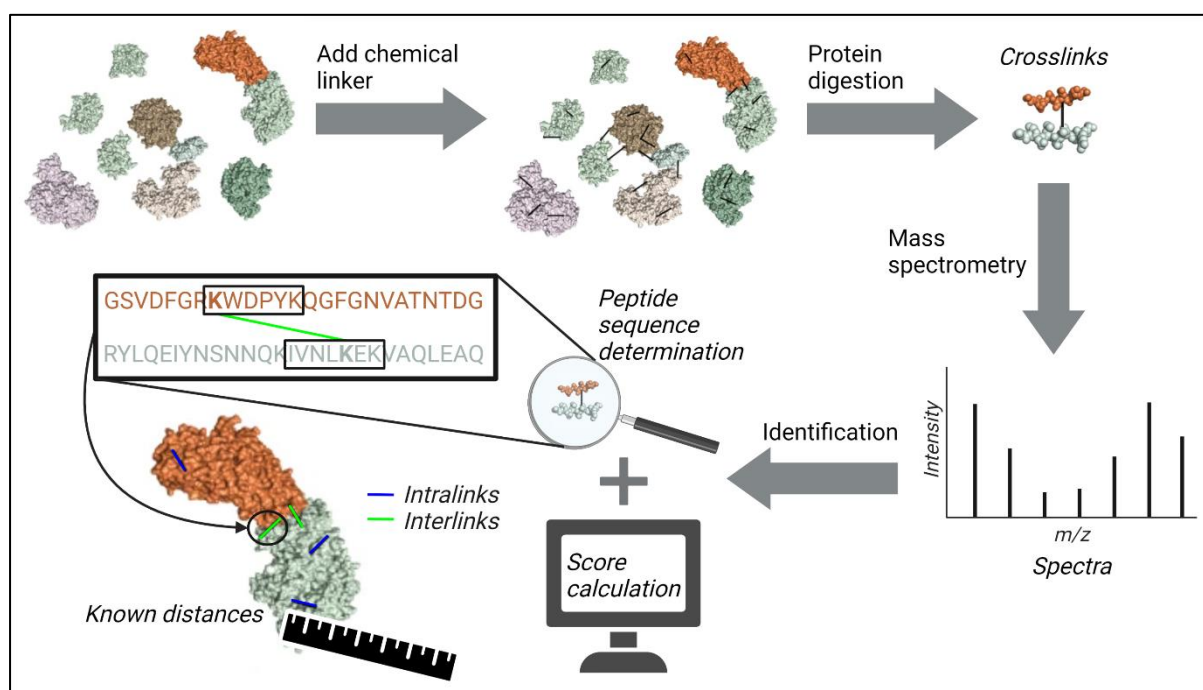 Add chemical
linker
Protein
digestion
Crosslinks
Mass
spectrometry
GSVDFGRKWDPYKQGFGNVATNTDG
RYLQEIYNSNNQKIVNLKEKVAQLEAQ
Peptide
sequence
determination
Identification
Intensity
m/z
Spectra
Intralinks
Interlinks
Score
calculation
Known distances